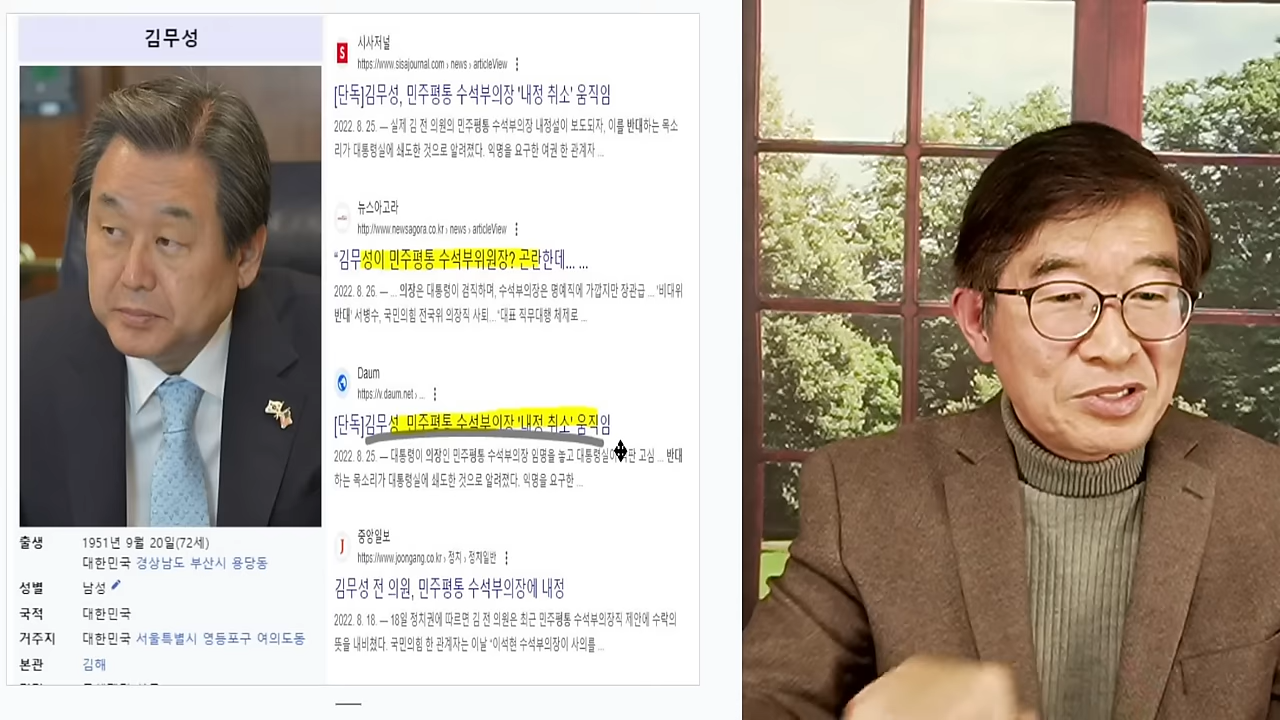 김무성
출생 1951년 9월 20일(72세)
대한민국 경상남도 부산시 용당동
성별 남성
국적 대한민국
거주지 대한민국 서울특별시 영등포구 여의도동
본관 김해
시사저널
https://www.sisajournal.com › news › articleView
[단독]김무성, 민주평통 수석부의장 '내정 취소' 움직임
2022. 8. 25. — 실제 김 전 의원의 민주평통 수석부의장 내정설이 보도되자, 이를 반대하는 목소
리가 대통령실에 쇄도한 것으로 알려졌다. 익명을 요구한 여권 한 관계자 ...
뉴스아고라
http://www.newsagora.co.kr › news › articleView
"김무성이 민주평통 수석부위원장? 곤란한데... ...
2022. 8. 26. — ... 의장은 대통령이 겸직하며, 수석부의장은 명예직에 가깝지만 장관급 ... '비대위
반대' 서병수, 국민의힘 전국위 의장직 사퇴..."대표 직무대행 체제로 ...
Daum
https://v.daum.net › ...
[단독]김무성, 민주평통 수석부의장 '내정 취소' 움직임
2022. 8. 25. — 대통령이 의장인 민주평통 수석부의장 임명을 놓고 대통령실이 막판 고심 ... 반대
하는 목소리가 대통령실에 쇄도한 것으로 알려졌다. 익명을 요구한 ...
중앙일보
https://www.joongang.co.kr › 정치 › 정치일반
김무성 전 의원, 민주평통 수석부의장에 내정
2022. 8. 18. — 18일 정치권에 따르면 김 전 의원은 최근 민주평통 수석부의장직 제안에 수락의
뜻을 내비쳤다. 국민의힘 한 관계자는 이날 "이석현 수석부의장이 사의를 ...